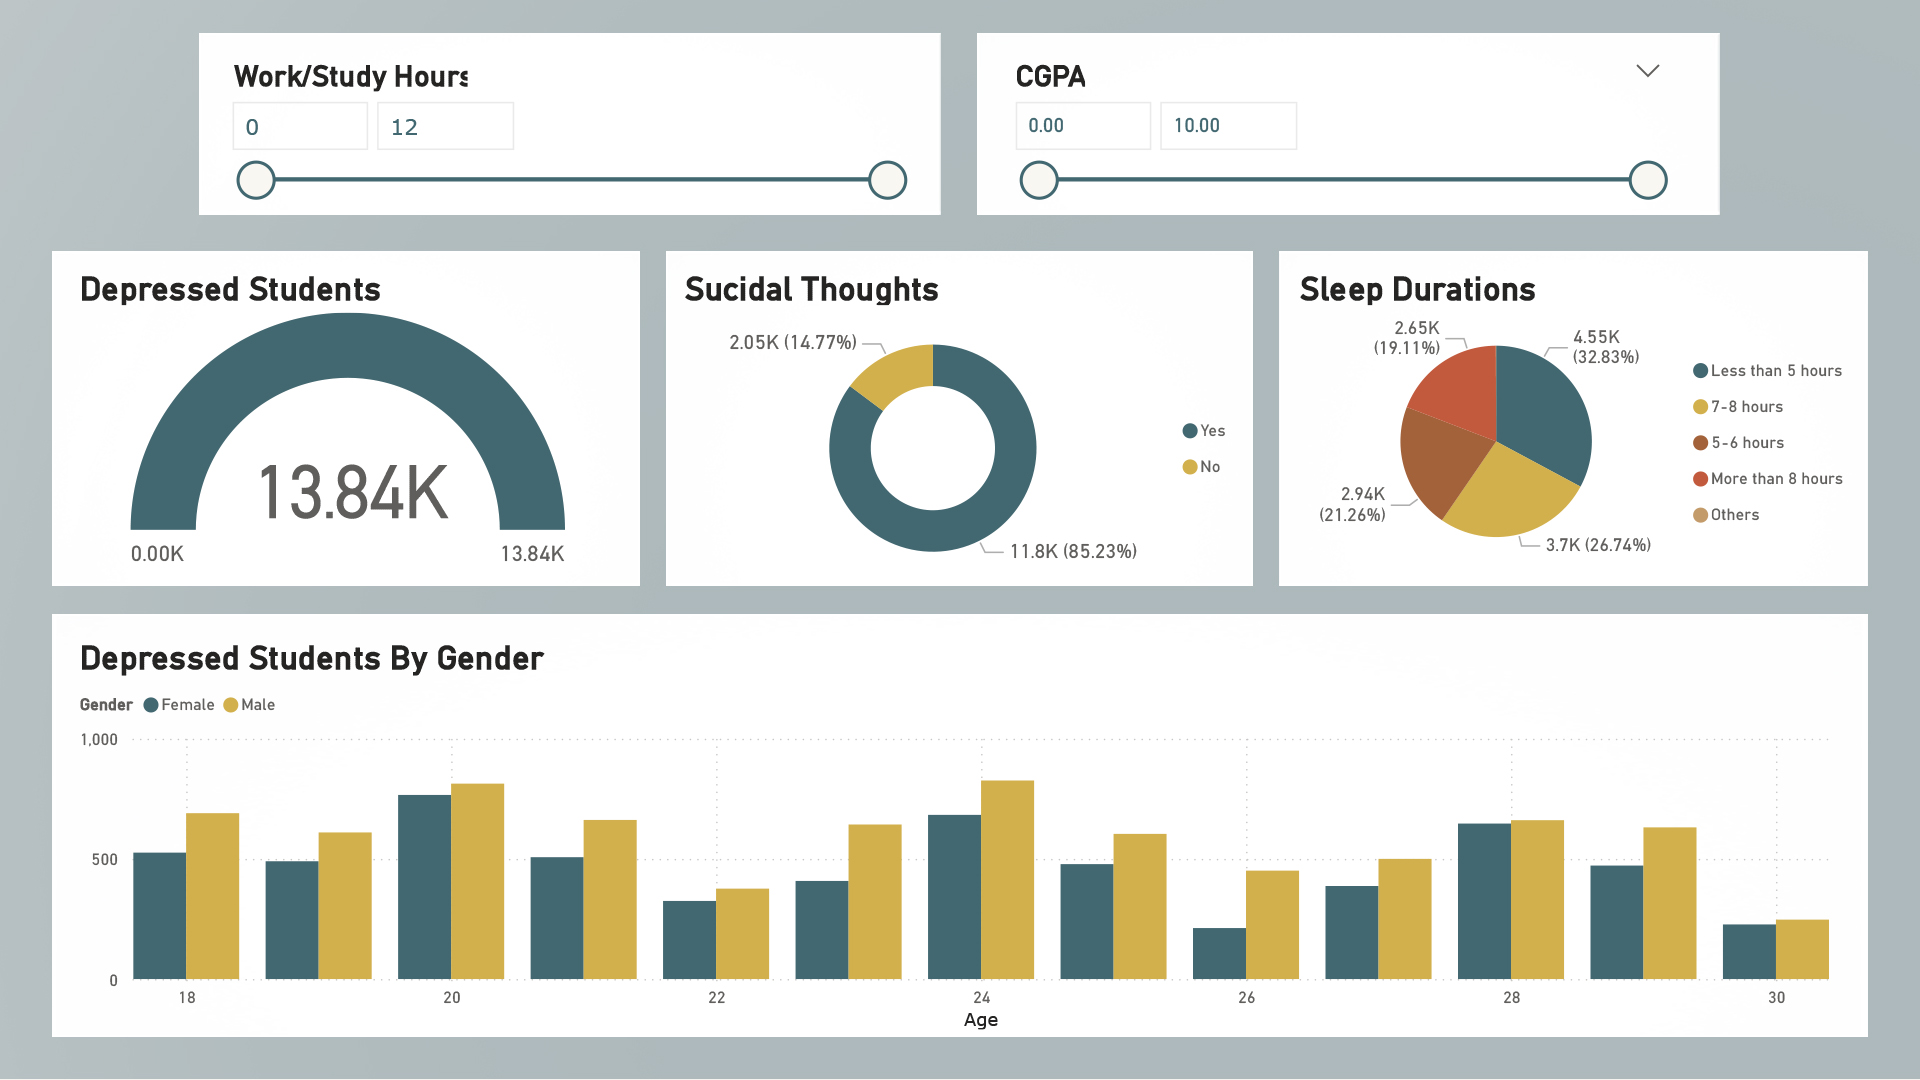 Work/Study Hours
0 12
CGPA
0.00 10.00
Depressed Students
13.84K
0.00K 13.84K
Sucidal Thoughts
2.05K (14.77%)
11.8K (85.23%)
Yes
No
Sleep Durations
2.65K
(19.11%)
4.55K
(32.83%)
2.94K
(21.26%)
3.7K (26.74%)
Less than 5 hours
7-8 hours
5-6 hours
More than 8 hours
Others
Depressed Students By Gender
Gender Female Male
1,000
500
0
18 20 22 24 26 28 30
Age